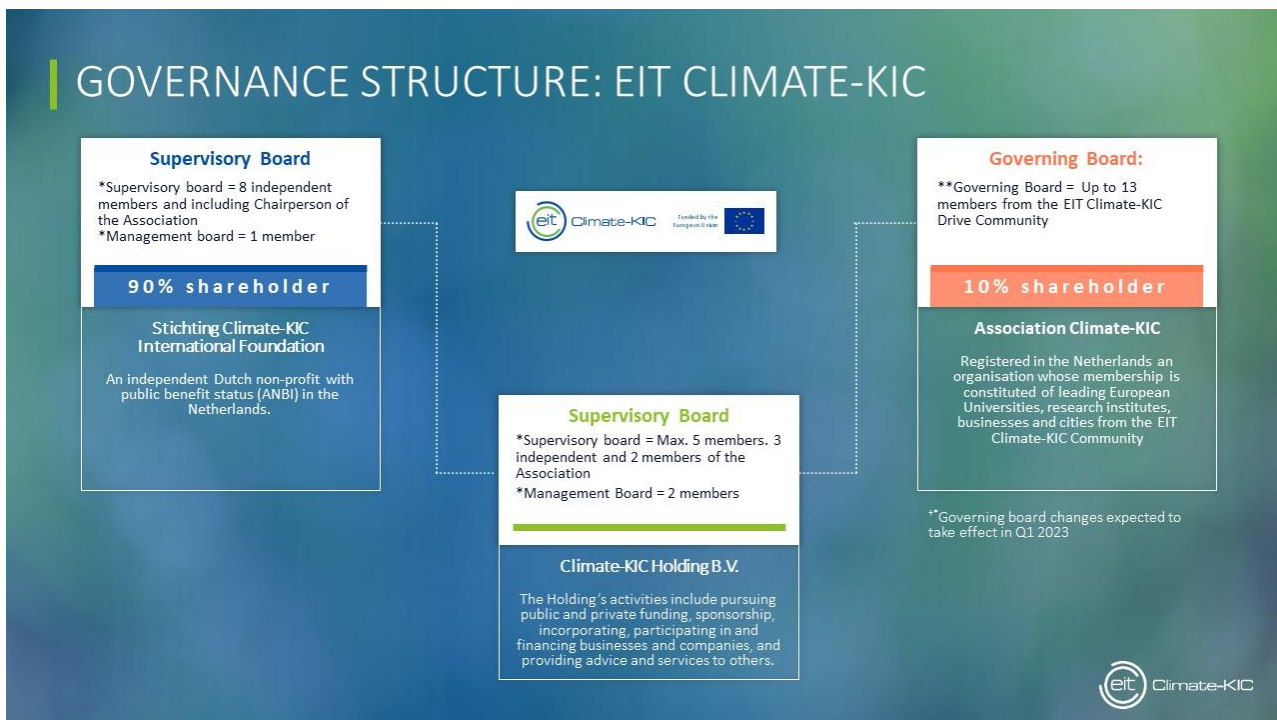 GOVERNANCE STRUCTURE: EIT CLIMATE-KIC
Supervisory Board
*Supervisory board = 8 independent
members and including Chairperson of
the Association
*Management board = 1 member
90% shareholder
Stichting Climate-KIC
International Foundation
An independent Dutch non-profit with
public benefit status (ANBI) in the
Netherlands.
eit Climate-KIC
Funded by the
European Union
Supervisory Board
*Supervisory board = Max. 5 members. 3
independent and 2 members of the
Association
*Management Board = 2 members
Climate-KIC Holding B.V.
The Holding's activities include pursuing
public and private funding, sponsorship,
incorporating, participating in and
financing businesses and companies, and
providing advice and services to others.
Governing Board:
**Governing Board = Up to 13
members from the EIT Climate-KIC
Drive Community
10% shareholder
Association Climate-KIC
Registered in the Netherlands an
organisation whose membership is
constituted of leading European
Universities, research institutes,
businesses and cities from the EIT
Climate-KIC Community
**Governing board changes expected to
take effect in Q1 2023
eit Climate-KIC